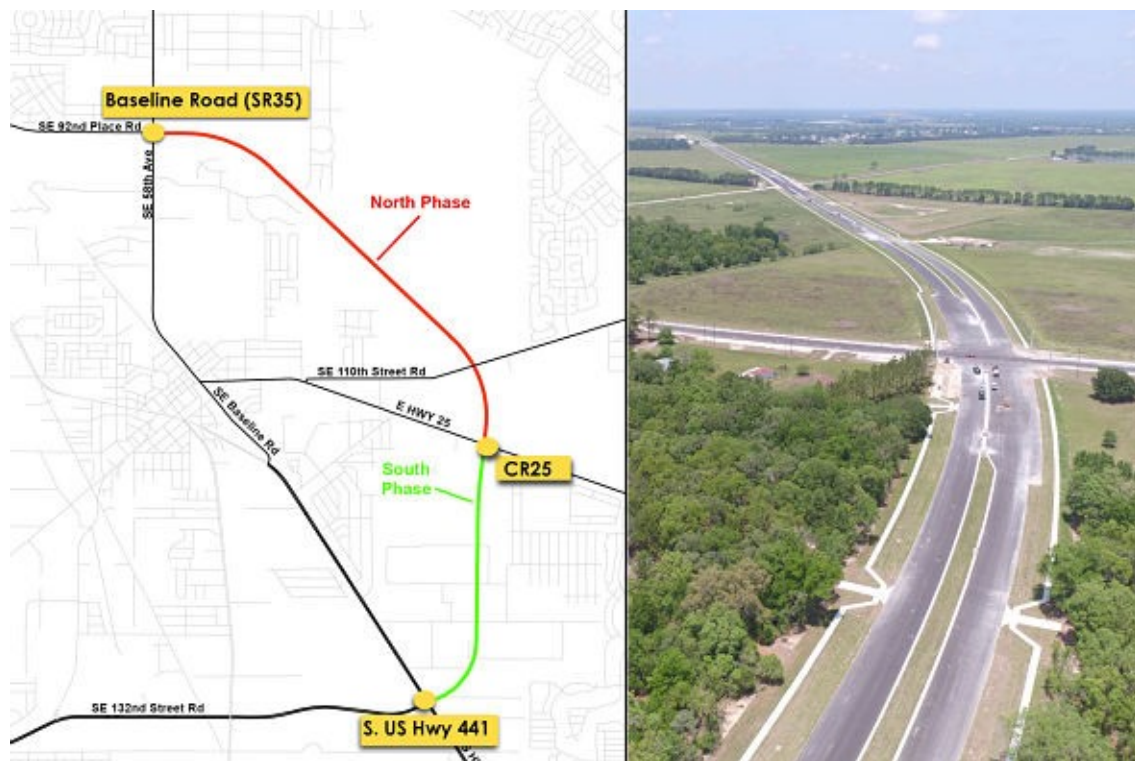 Baseline Road (SR35)
SE 92nd Place Rd
SE 58th Ave
North Phase
SE 110th Street Rd
E HWY 25
SE Baseline Rd
CR25
South
Phase
SE 132nd Street Rd
S. US Hwy 441
S H